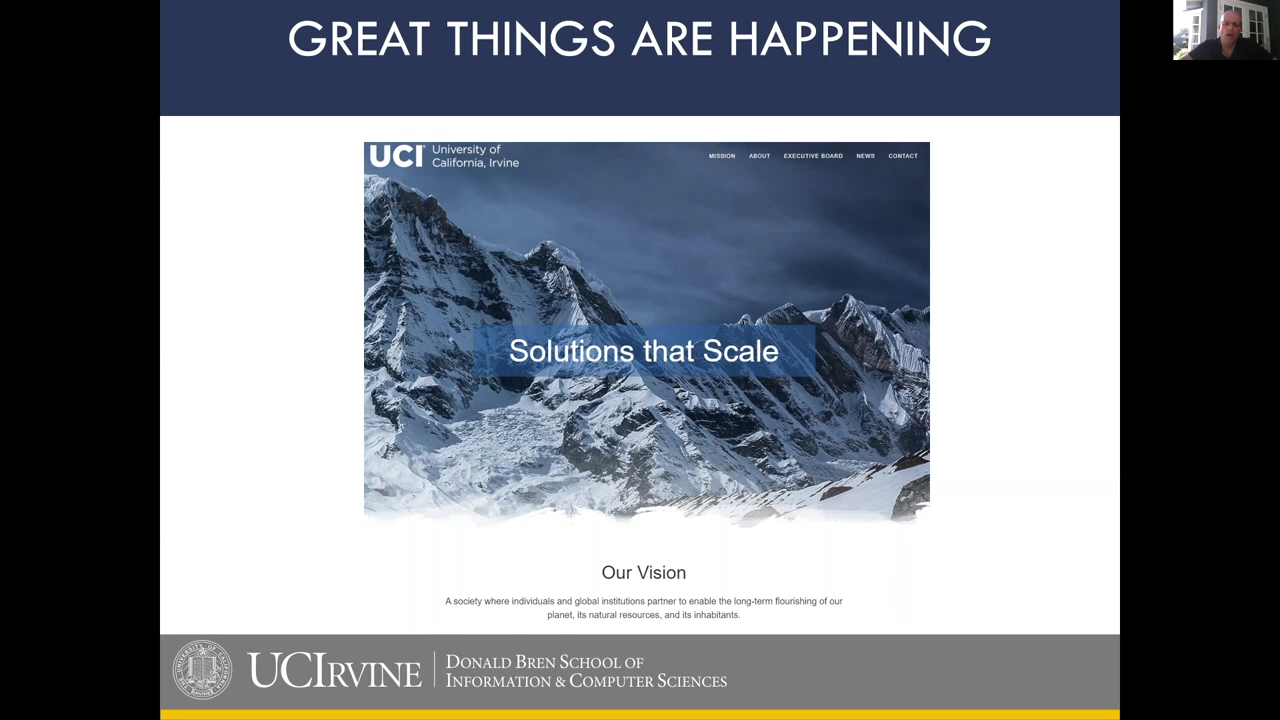 GREAT THINGS ARE HAPPENING
UCI University of
California, Irvine
MISSION ABOUT EXECUTIVE BOARD NEWS CONTACT
Solutions that Scale
Our Vision
A society where individuals and global institutions partner to enable the long-term flourishing of our
planet, its natural resources, and its inhabitants.
UCIRVINE
DONALD BREN SCHOOL OF
INFORMATION & COMPUTER SCIENCES